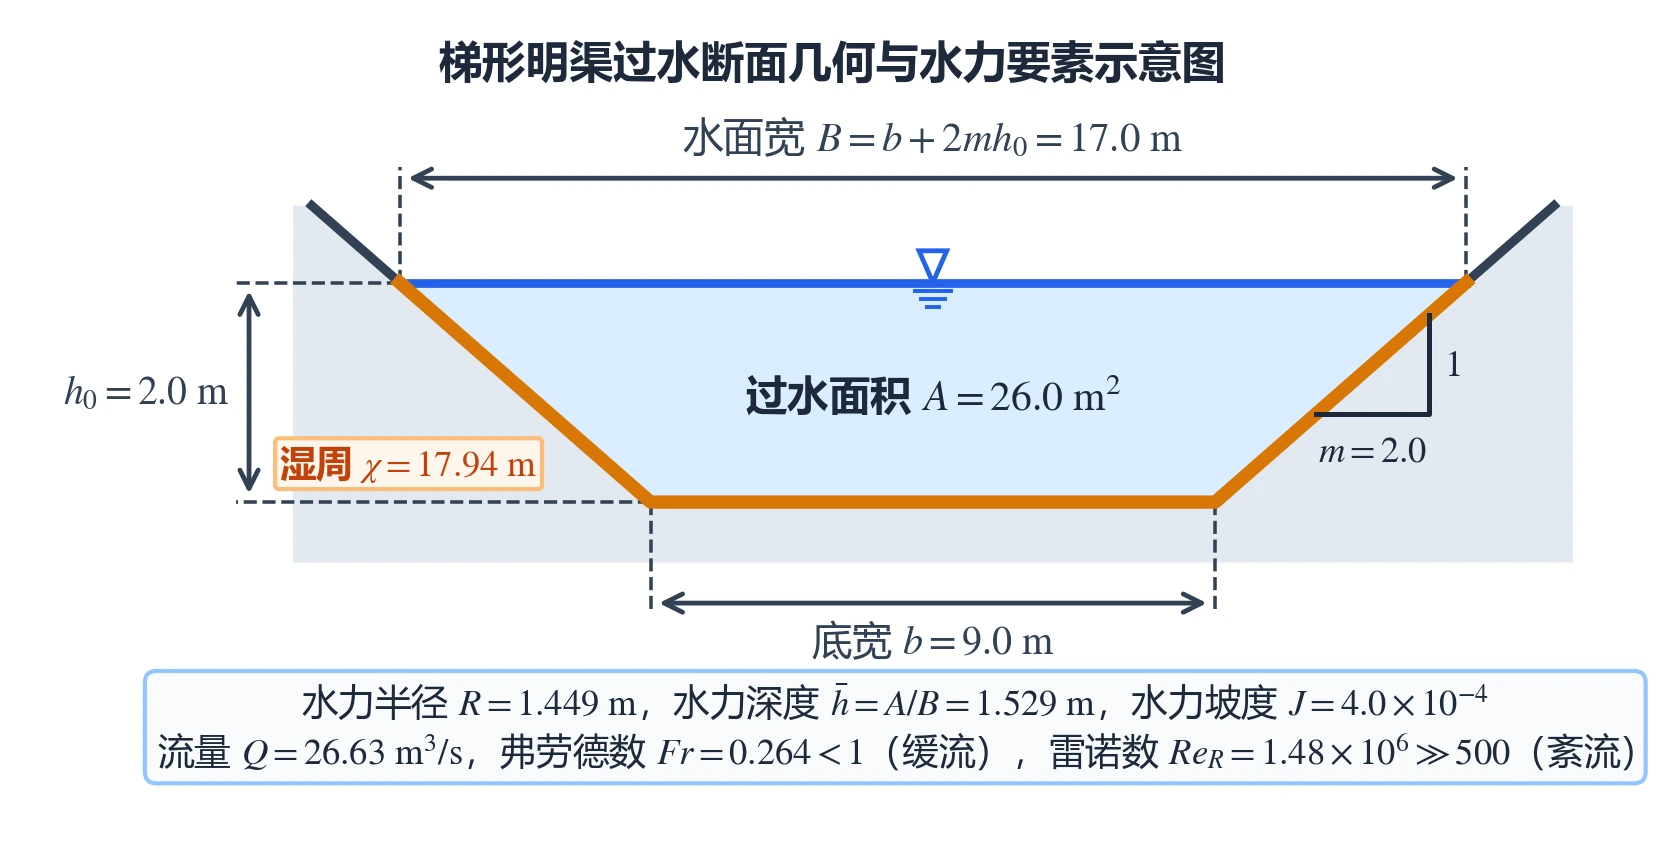 梯形明渠过水断面几何与水力要素示意图
水面宽 B = b + 2mh₀ = 17.0 m
h₀ = 2.0 m
过水面积 A = 26.0 m²
1
m = 2.0
湿周 χ = 17.94 m
底宽 b = 9.0 m
水力半径 R = 1.449 m，水力深度 h̄ = A/B = 1.529 m，水力坡度 J = 4.0 × 10⁻⁴
流量 Q = 26.63 m³/s，弗劳德数 Fr = 0.264 < 1（缓流），雷诺数 Re_R = 1.48 × 10⁶ ≫ 500（紊流）